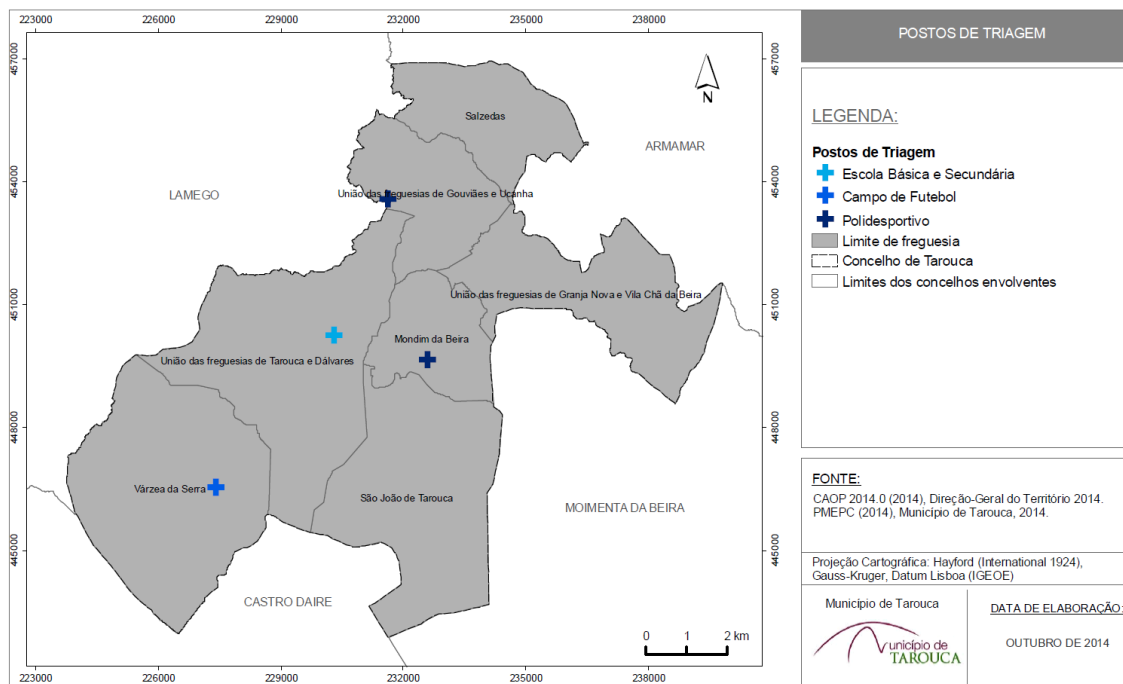 223000 226000 229000 232000 235000 238000
POSTOS DE TRIAGEM
457000 457000
N
Salzedas
LEGENDA:
ARMAMAR
Postos de Triagem
Escola Básica e Secundária
454000 454000
LAMEGO
União das freguesias de Gouviães e Ucanha
Campo de Futebol
Polidesportivo
Limite de freguesia
Concelho de Tarouca
Limites dos concelhos envolventes
União das freguesias de Granja Nova e Vila Chã da Beira
451000 451000
Mondim da Beira
União das freguesias de Tarouca e Dálvares
448000 448000
Várzea da Serra
São João de Tarouca
MOIMENTA DA BEIRA
FONTE:
CAOP 2014.0 (2014), Direção-Geral do Território 2014.
PMEPC (2014), Município de Tarouca, 2014.
445000 445000
Projeção Cartográfica: Hayford (International 1924),
Gauss-Kruger, Datum Lisboa (IGEOE)
CASTRO DAIRE
Município de Tarouca
DATA DE ELABORAÇÃO:
0 1 2 km
OUTUBRO DE 2014
município de
TAROUCA
223000 226000 229000 232000 235000 238000